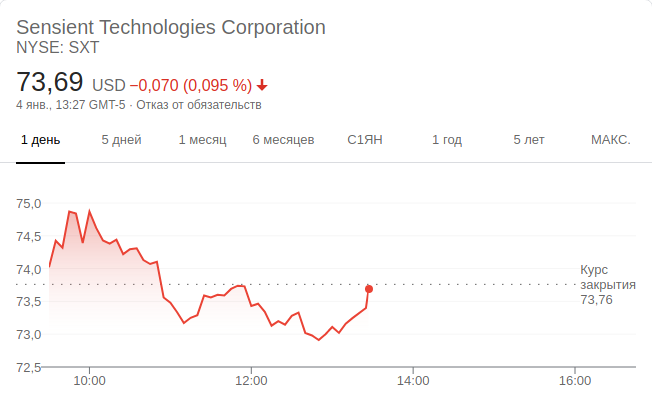 Sensient Technologies Corporation
NYSE: SXT
73,69 USD −0,070 (0,095 %)
4 янв., 13:27 GMT-5 · Отказ от обязательств
1 день 5 дней 1 месяц 6 месяцев С1ЯН 1 год 5 лет МАКС.
75,0
74,5
74,0
73,5
73,0
72,5
Курс
закрытия
73,76
10:00 12:00 14:00 16:00